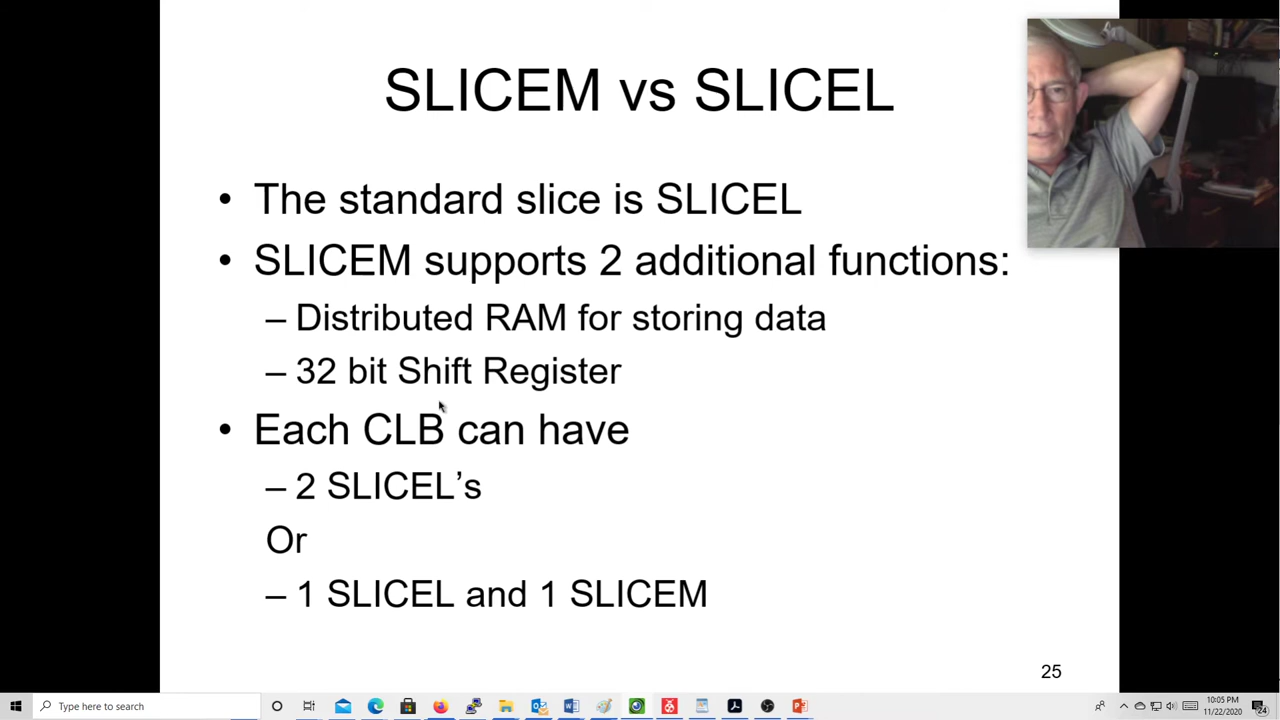 SLICEM vs SLICEL
• The standard slice is SLICEL
• SLICEM supports 2 additional functions:
– Distributed RAM for storing data
– 32 bit Shift Register
• Each CLB can have
– 2 SLICEL’s
Or
– 1 SLICEL and 1 SLICEM
25
Type here to search
10:05 PM
11/22/2020
24